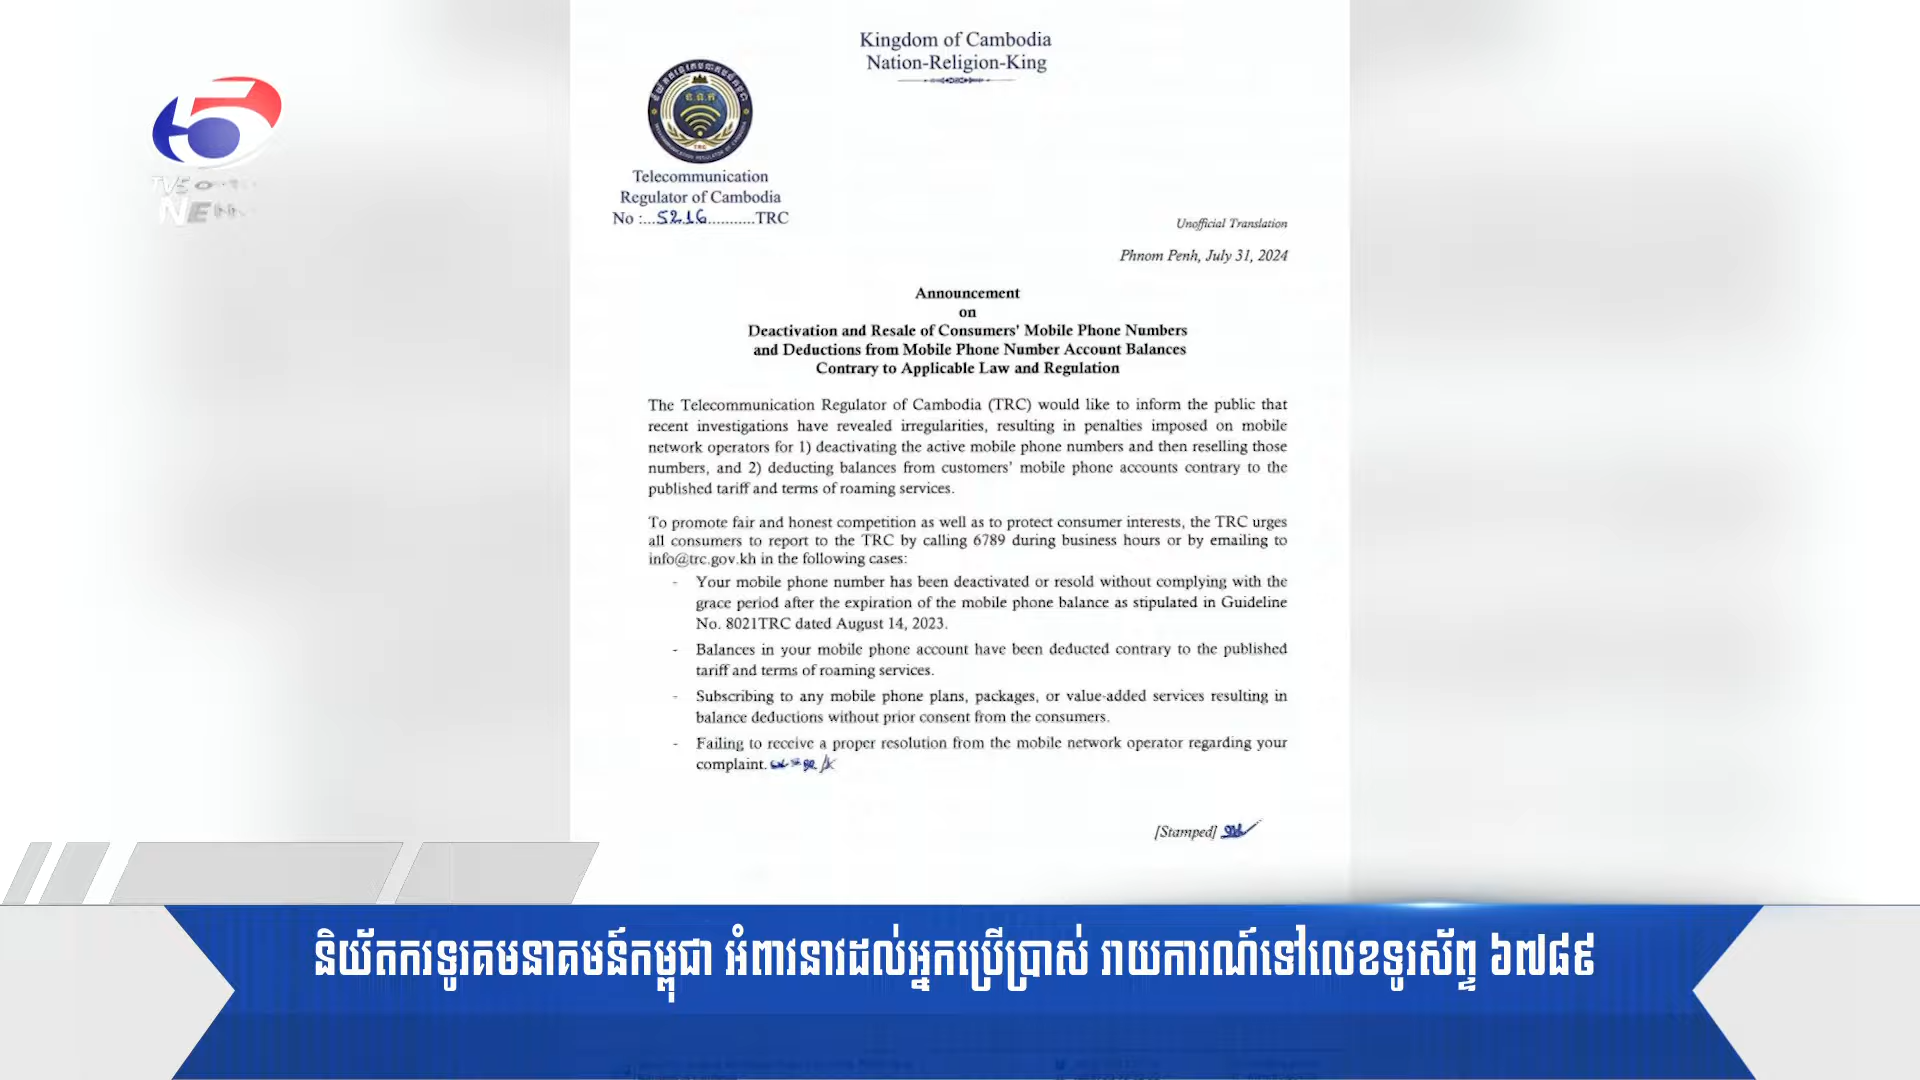 Kingdom of Cambodia
Nation-Religion-King
TRC
Telecommunication
Regulator of Cambodia
No :...5216...........TRC
Unofficial Translation
Phnom Penh, July 31, 2024
Announcement
on
Deactivation and Resale of Consumers' Mobile Phone Numbers
and Deductions from Mobile Phone Number Account Balances
Contrary to Applicable Law and Regulation
The Telecommunication Regulator of Cambodia (TRC) would like to inform the public that
recent investigations have revealed irregularities, resulting in penalties imposed on mobile
network operators for 1) deactivating the active mobile phone numbers and then reselling those
numbers, and 2) deducting balances from customers' mobile phone accounts contrary to the
published tariff and terms of roaming services.
To promote fair and honest competition as well as to protect consumer interests, the TRC urges
all consumers to report to the TRC by calling 6789 during business hours or by emailing to
info@trc.gov.kh in the following cases:
- Your mobile phone number has been deactivated or resold without complying with the
grace period after the expiration of the mobile phone balance as stipulated in Guideline
No. 8021TRC dated August 14, 2023.
- Balances in your mobile phone account have been deducted contrary to the published
tariff and terms of roaming services.
- Subscribing to any mobile phone plans, packages, or value-added services resulting in
balance deductions without prior consent from the consumers.
- Failing to receive a proper resolution from the mobile network operator regarding your
complaint.
[Stamped]
និយ័តករទូរគមនាគមន៍កម្ពុជា អំពាវនាវដល់អ្នកប្រើប្រាស់ រាយការណ៍ទៅលេខទូរស័ព្ទ ៦៧៨៩